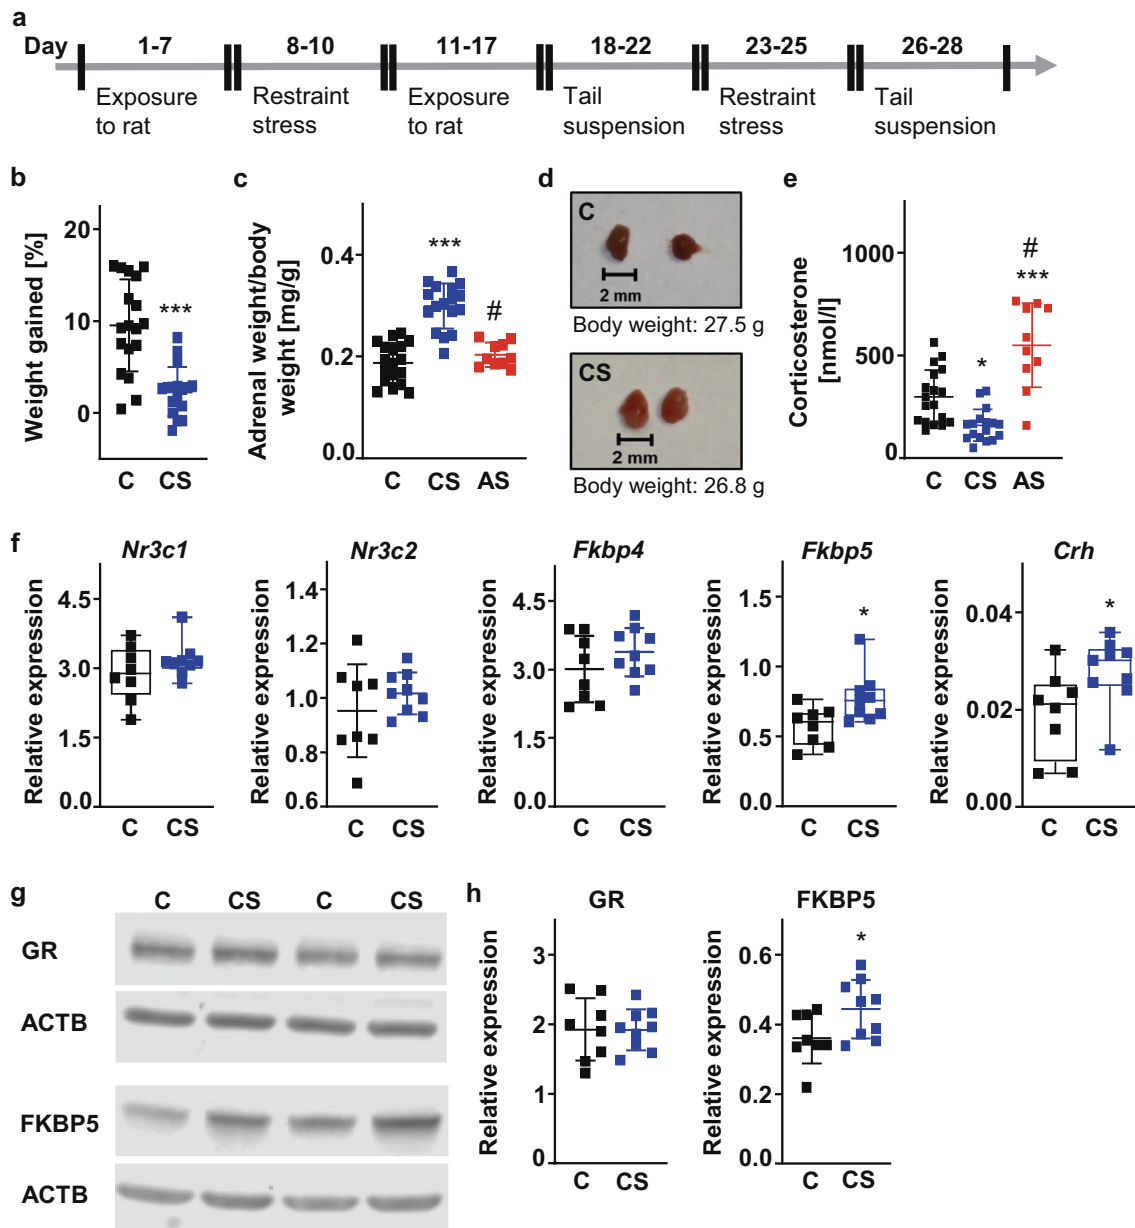 a
Day 1-7 8-10 11-17 18-22 23-25 26-28
Exposure to rat
Restraint stress
Exposure to rat
Tail suspension
Restraint stress
Tail suspension
b
Weight gained [%]
20
10
0
***
C CS
c
Adrenal weight/body weight [mg/g]
0.4
0.2
0.0
***
#
C CS AS
d
C
2 mm
Body weight: 27.5 g
CS
2 mm
Body weight: 26.8 g
e
Corticosterone [nmol/l]
1000
500
0
*
#
***
C CS AS
f
Nr3c1
Relative expression
4.5
3.0
1.5
0.0
C CS
Nr3c2
Relative expression
1.4
1.2
1.0
0.8
0.6
C CS
Fkbp4
Relative expression
4.5
3.0
1.5
0.0
C CS
Fkbp5
Relative expression
1.5
1.0
0.5
0.0
*
C CS
Crh
Relative expression
0.04
0.02
0.00
*
C CS
g
C CS C CS
GR
ACTB
FKBP5
ACTB
h
GR
Relative expression
3
2
1
0
C CS
FKBP5
Relative expression
0.6
0.4
0.2
0.0
*
C CS